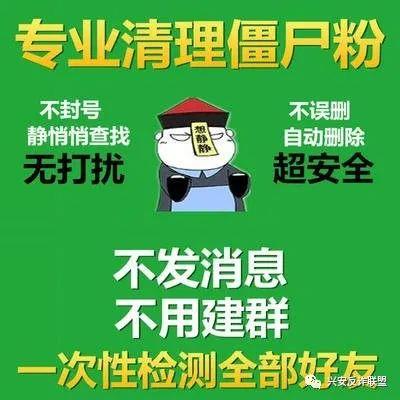 专业清理僵尸粉
不封号
静悄悄查找
无打扰
不误删
自动删除
超安全
想静静
不发消息
不用建群
一次性检测全部好友
兴安反诈联盟